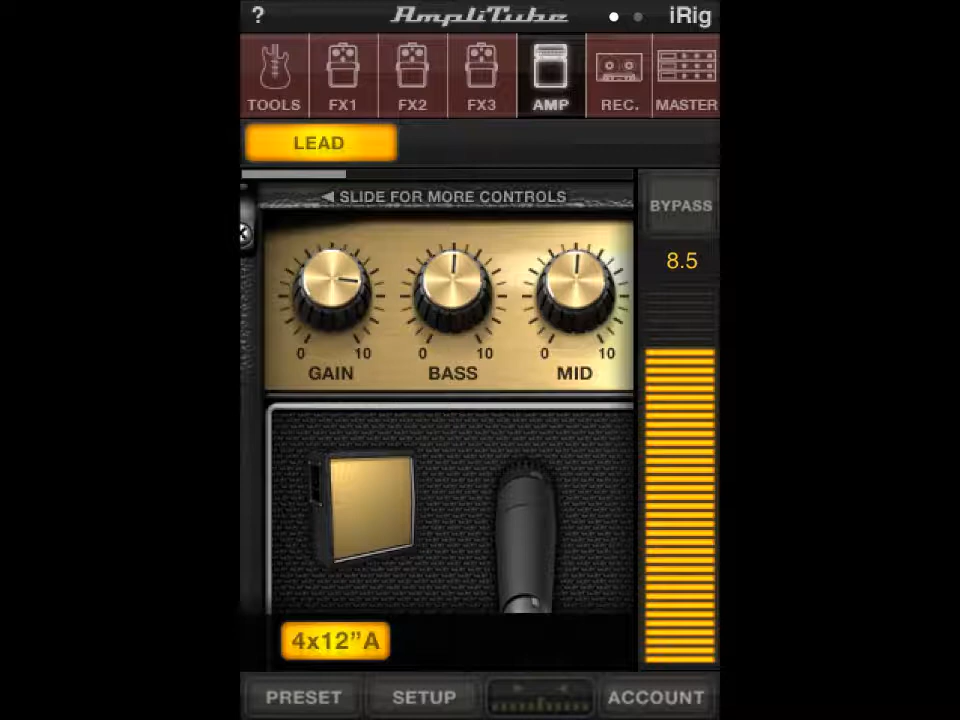 ? AmpliTube iRig
TOOLS FX1 FX2 FX3 AMP REC. MASTER
LEAD
SLIDE FOR MORE CONTROLS
BYPASS
8.5
0 10 0 10 0 10
GAIN BASS MID
4x12”A
PRESET SETUP ACCOUNT